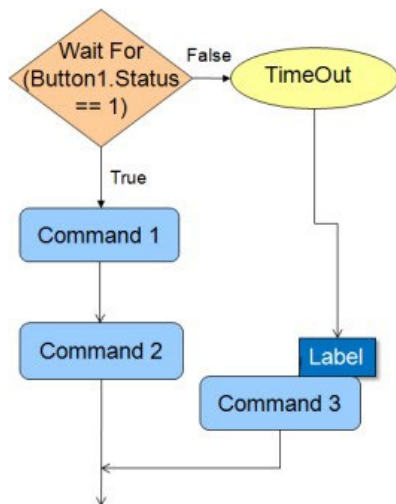 Wait For
(Button1.Status
== 1)
False
TimeOut
True
Command 1
Command 2
Label
Command 3